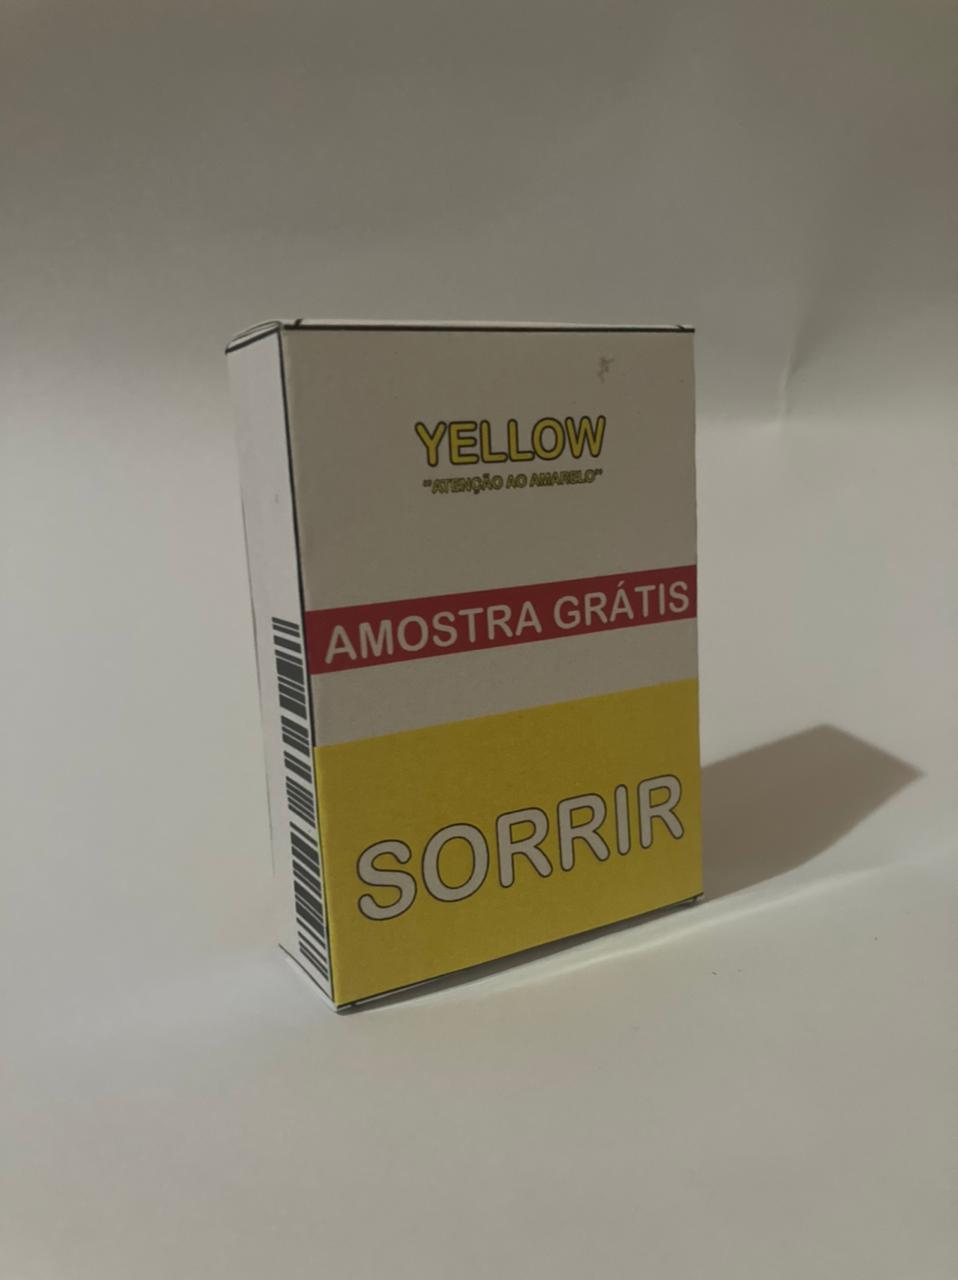 YELLOW
"ATENÇÃO AO AMARELO"
AMOSTRA GRÁTIS
SORRIR